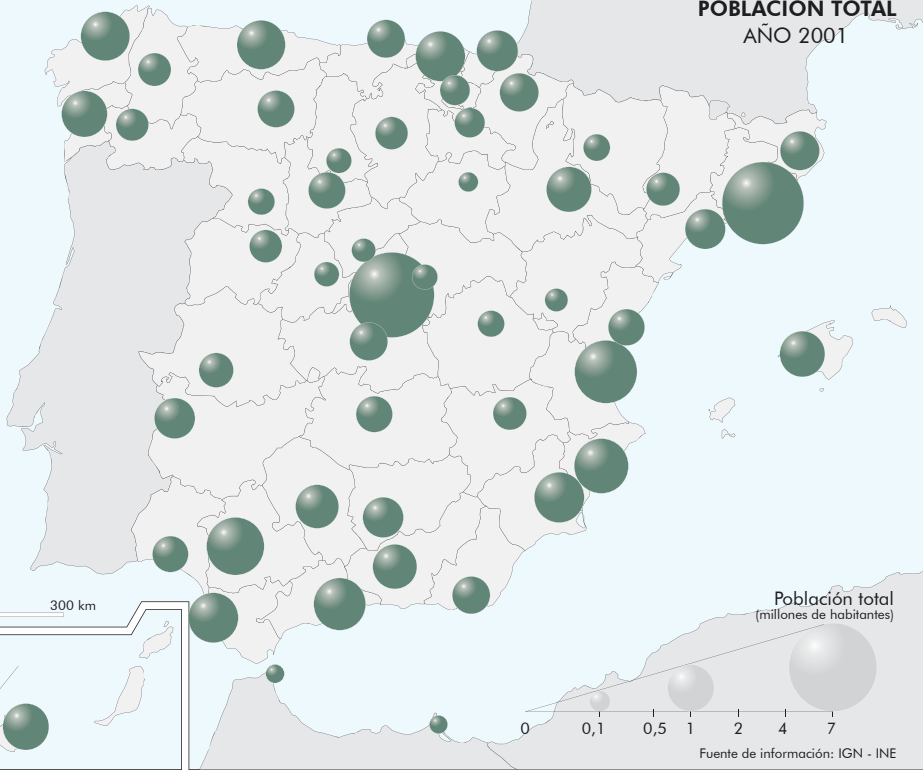 POBLACIÓN TOTAL
AÑO 2001
300 km
Población total
(millones de habitantes)
0 0,1 0,5 1 2 4 7
Fuente de información: IGN - INE